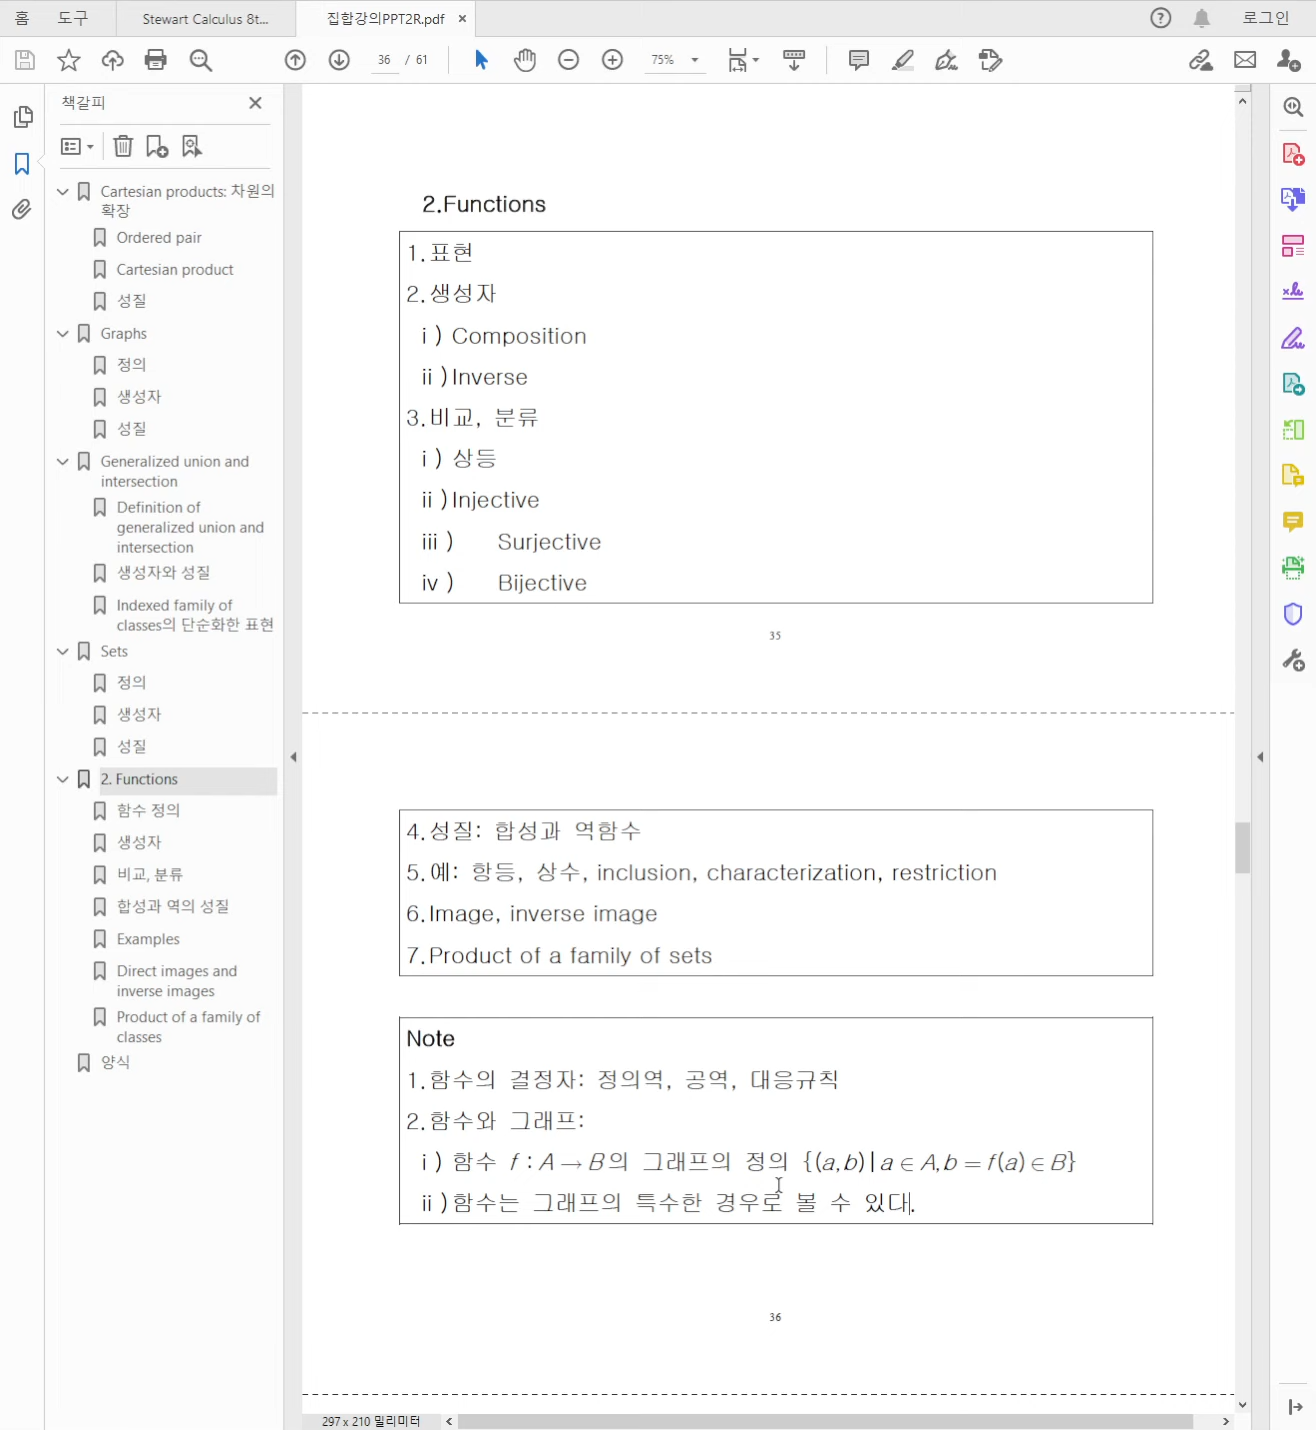 홈 도구 Stewart Calculus 8t... 집합강의PPT2R.pdf × 로그인
36 / 61 75%
책갈피
Cartesian products: 차원의
확장
Ordered pair
Cartesian product
성질
Graphs
정의
생성자
성질
Generalized union and
intersection
Definition of
generalized union and
intersection
생성자와 성질
Indexed family of
classes의 단순화한 표현
Sets
정의
생성자
성질
2. Functions
함수 정의
생성자
비교, 분류
합성과 역의 성질
Examples
Direct images and
inverse images
Product of a family of
classes
양식
2.Functions
1.표현
2.생성자
i ) Composition
ii )Inverse
3.비교, 분류
i ) 상등
ii )Injective
iii ) Surjective
iv ) Bijective
35
4.성질: 합성과 역함수
5.예: 항등, 상수, inclusion, characterization, restriction
6.Image, inverse image
7.Product of a family of sets
Note
1.함수의 결정자: 정의역, 공역, 대응규칙
2.함수와 그래프:
i ) 함수 f : A → B의 그래프의 정의 {(a,b) | a ∈ A, b = f(a) ∈ B}
ii )함수는 그래프의 특수한 경우로 볼 수 있다.
36
297 x 210 밀리미터